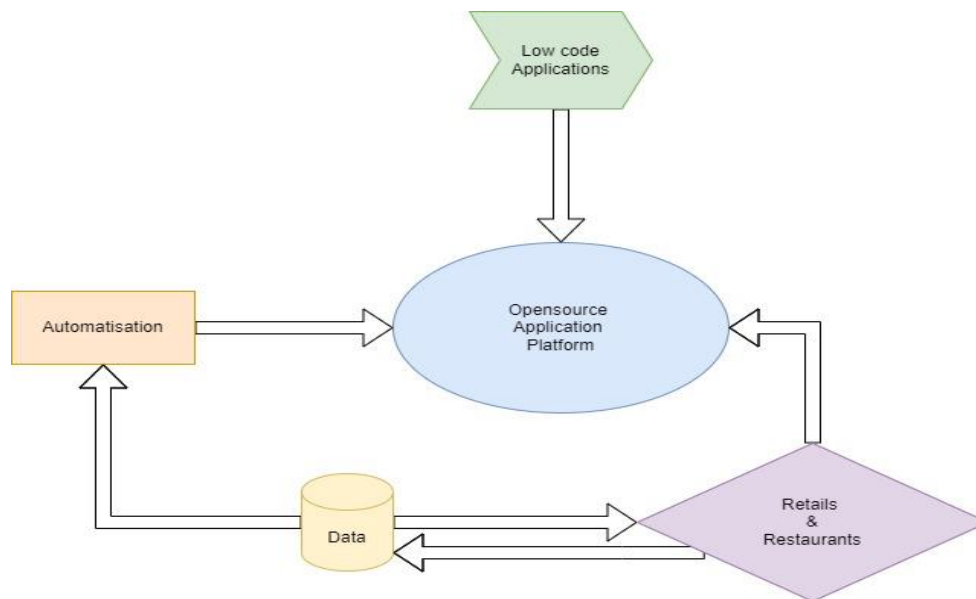 Low code
Applications
Opensource
Application
Platform
Automatisation
Retails
&
Restaurants
Data